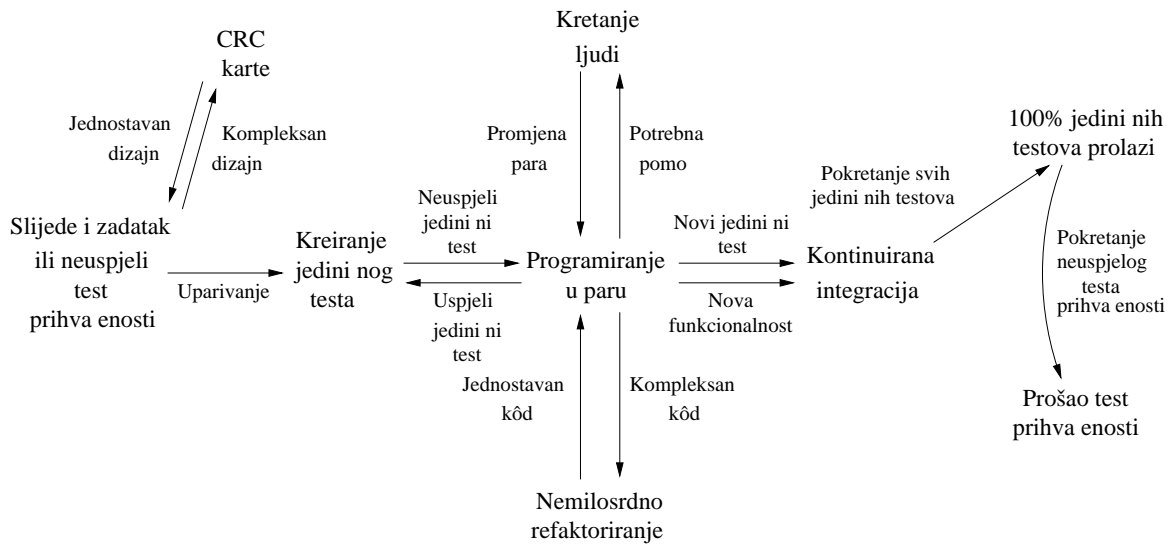 Kretanje
ljudi
CRC
karte
Jednostavan
dizajn
Kompleksan
dizajn
Promjena
para
Potrebna
pomo
100% jedini nih
testova prolazi
Pokretanje svih
jedini nih testova
Slijede i zadatak
ili neuspjeli
test
prihva enosti
Uparivanje
Kreiranje
jedini nog
testa
Neuspjeli
jedini ni
test
Uspjeli
jedini ni
test
Programiranje
u paru
Novi jedini ni
test
Nova
funkcionalnost
Kontinuirana
integracija
Pokretanje
neuspjelog
testa
prihva enosti
Jednostavan
kôd
Kompleksan
kôd
Prošao test
prihva enosti
Nemilosrdno
refaktoriranje